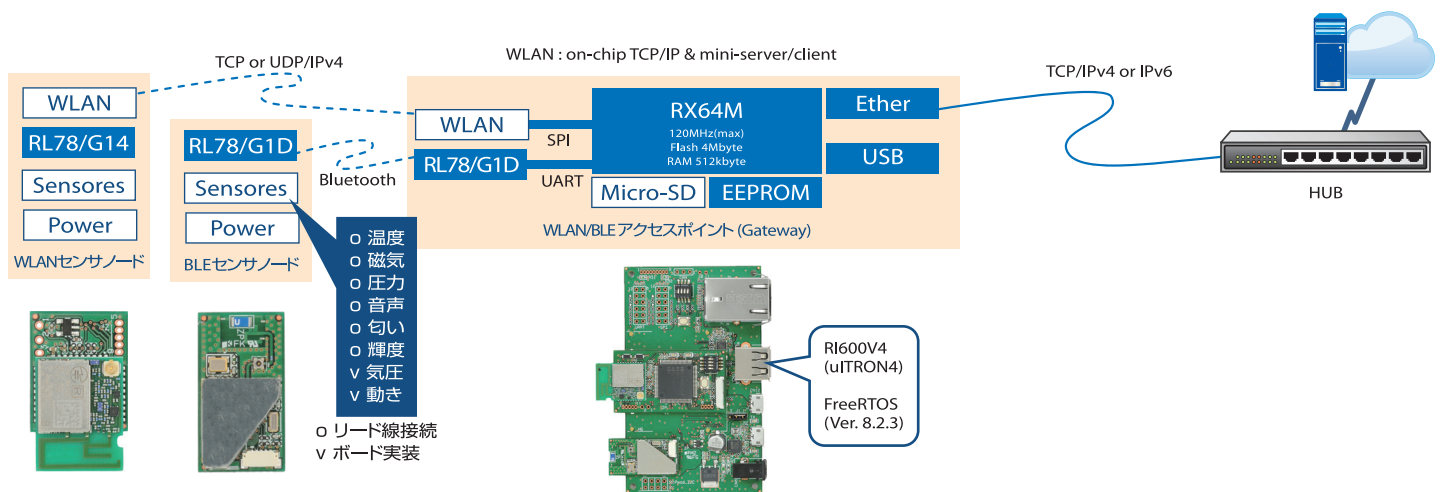 WLAN : on-chip TCP/IP & mini-server/client
TCP or UDP/IPv4
TCP/IPv4 or IPv6
WLAN
RL78/G14
Sensores
Power
WLANセンサノード
RL78/G1D
Sensores
Power
BLEセンサノード
Bluetooth
WLAN
SPI
RL78/G1D
UART
RX64M
120MHz(max)
Flash 4Mbyte
RAM 512kbyte
Ether
USB
Micro-SD
EEPROM
WLAN/BLEアクセスポイント (Gateway)
HUB
o 温度
o 磁気
o 圧力
o 音声
o 匂い
o 輝度
v 気圧
v 動き
o リード線接続
v ボード実装
RI600V4
(uITRON4)
FreeRTOS
(Ver. 8.2.3)